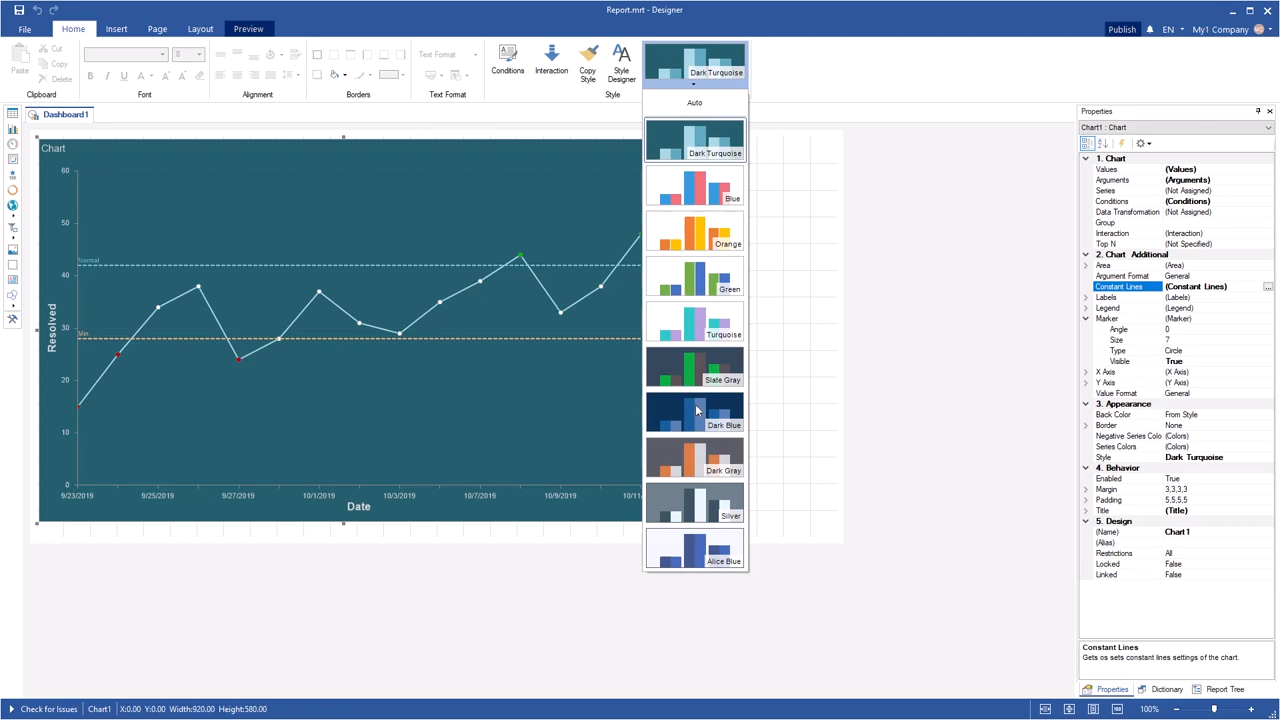 Report.mrt - Designer
File
Home
Insert
Page
Layout
Preview
Publish
EN
My1 Company
Paste
Cut
Copy
Delete
Clipboard
8
B I U A
Font
Alignment
Borders
Text Format
Text Format
Conditions
Interaction
Copy
Style
Style
Designer
Style
Dark Turquoise
Auto
Dark Turquoise
Blue
Orange
Green
Turquoise
Slate Gray
Dark Blue
Dark Gray
Silver
Alice Blue
Dashboard1
Chart
60
50
40
30
20
10
0
Normal
Min
Resolved
9/23/2019
9/25/2019
9/27/2019
10/1/2019
10/3/2019
10/7/2019
10/9/2019
10/11/
Date
Properties
Chart1 : Chart
1. Chart
Values (Values)
Arguments (Arguments)
Series (Not Assigned)
Conditions (Conditions)
Data Transformation (Not Assigned)
Group
Interaction (Interaction)
Top N (Not Specified)
2. Chart Additional
Area (Area)
Argument Format General
Constant Lines (Constant Lines) ...
Labels (Labels)
Legend (Legend)
Marker (Marker)
Angle 0
Size 7
Type Circle
Visible True
X Axis (X Axis)
Y Axis (Y Axis)
Value Format General
3. Appearance
Back Color From Style
Border None
Negative Series Colo (Colors)
Series Colors (Colors)
Style Dark Turquoise
4. Behavior
Enabled True
Margin 3,3,3,3
Padding 5,5,5,5
Title (Title)
5. Design
(Name) Chart1
(Alias)
Restrictions All
Locked False
Linked False
Constant Lines
Gets os sets constant lines settings of the chart.
Properties
Dictionary
Report Tree
Check for Issues
Chart1
X:0.00 Y:0.00 Width:920.00 Height:580.00
100%